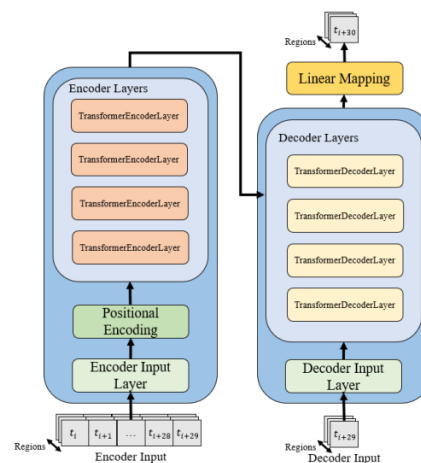 Encoder Layers
TransformerEncoderLayer
TransformerEncoderLayer
TransformerEncoderLayer
TransformerEncoderLayer
Positional
Encoding
Encoder Input
Layer
Regions
t_i
t_{i+1}
...
t_{i+28}
t_{i+29}
Encoder Input
Regions
t_{i+30}
Linear Mapping
Decoder Layers
TransformerDecoderLayer
TransformerDecoderLayer
TransformerDecoderLayer
TransformerDecoderLayer
Decoder Input
Layer
Regions
t_{i+29}
Decoder Input